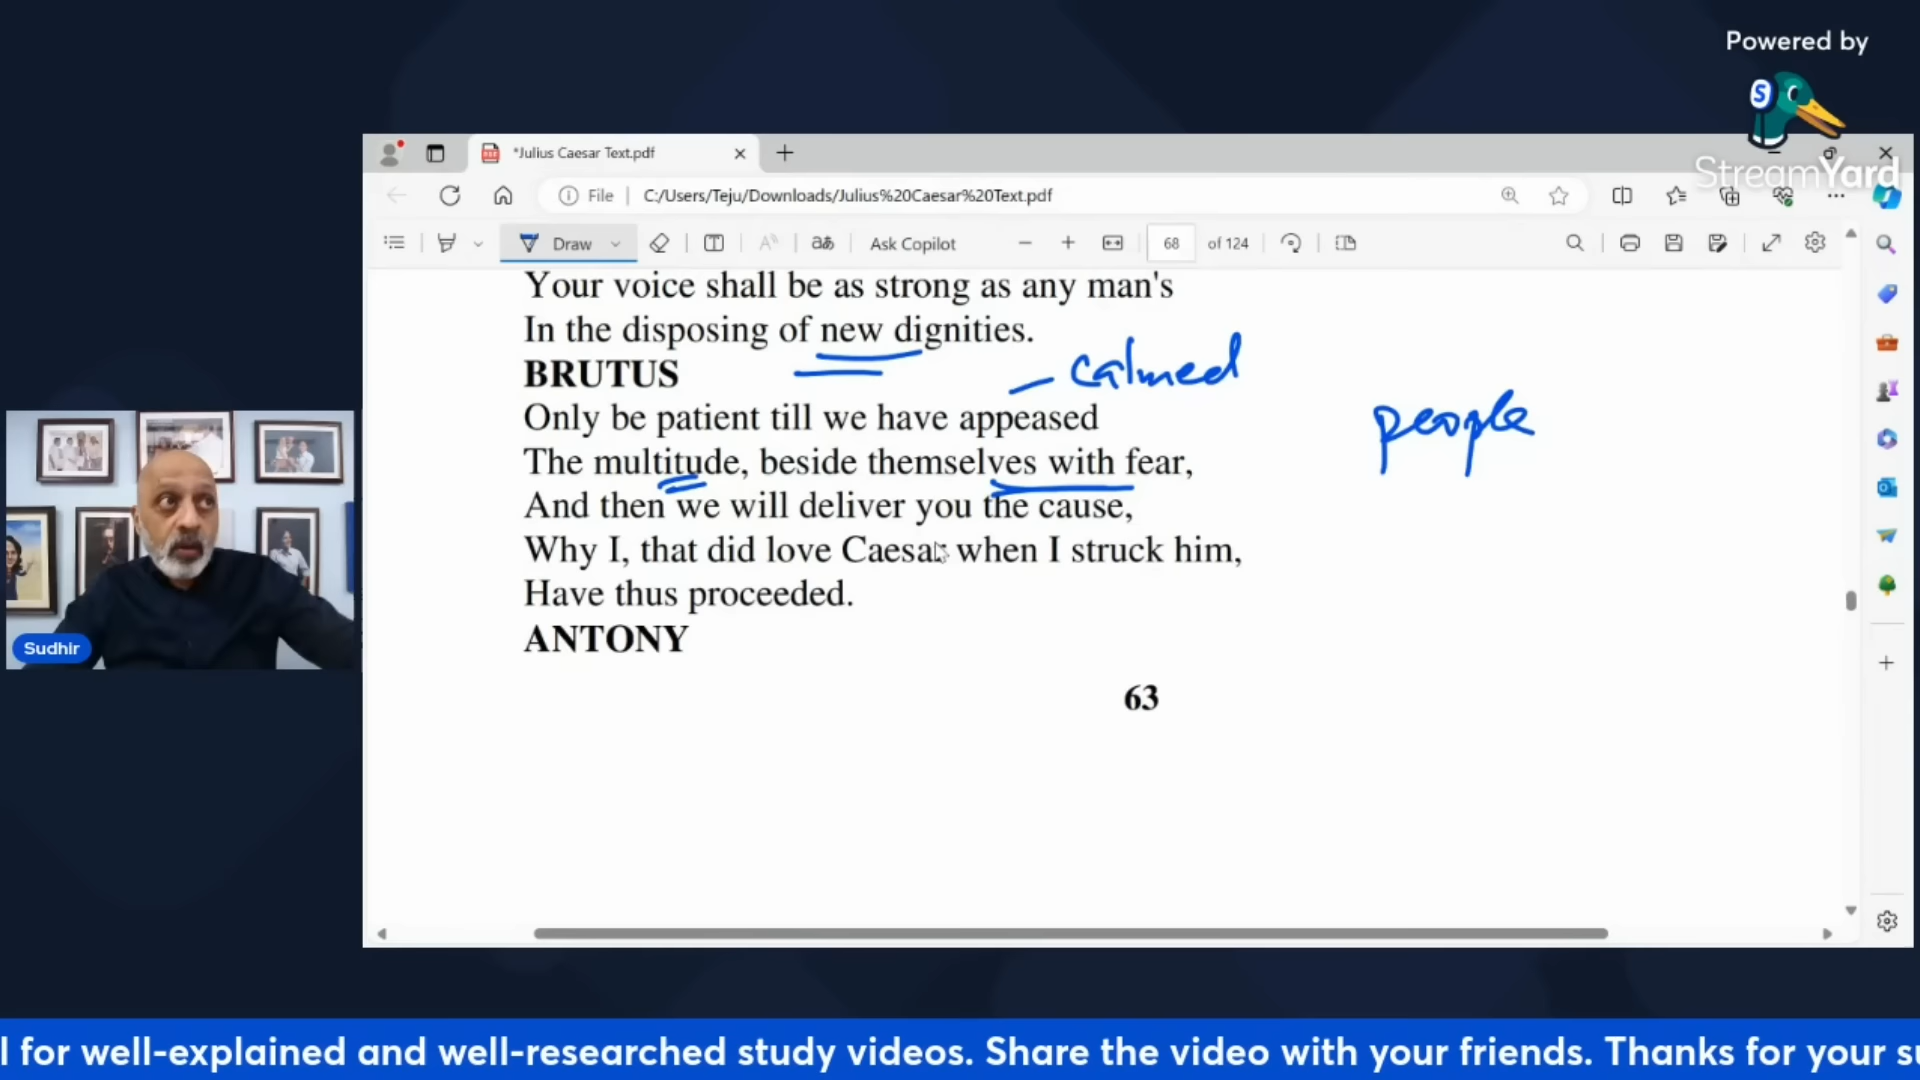 Powered by
StreamYard
*Julius Caesar Text.pdf
File
C:/Users/Teju/Downloads/Julius%20Caesar%20Text.pdf
Draw
aあ
Ask Copilot
68
of 124
Your voice shall be as strong as any man's
In the disposing of new dignities.
BRUTUS
calmed
Only be patient till we have appeased
people
The multitude, beside themselves with fear,
And then we will deliver you the cause,
Why I, that did love Caesar when I struck him,
Have thus proceeded.
ANTONY
63
Sudhir
l for well-explained and well-researched study videos. Share the video with your friends. Thanks for your su